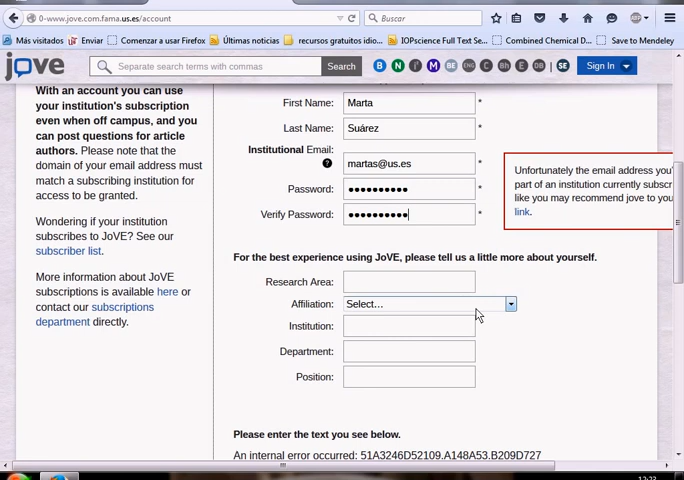 0-www.jove.com.fama.us.es/account
Buscar
ABP
Más visitados Enviar Comenzar a usar Firefox Últimas noticias recursos gratuitos idio... IOPscience Full Text Se... Combined Chemical D... Save to Mendeley
jove Separate search terms with commas Search B N I M BE ENG C Bh E DB SE Sign In
With an account you can use
your institution's subscription
even when off campus, and you
can post questions for article
authors. Please note that the
domain of your email address must
match a subscribing institution for
access to be granted.
Wondering if your institution
subscribes to JoVE? See our
subscriber list.
More information about JoVE
subscriptions is available here or
contact our subscriptions
department directly.
First Name: Marta *
Last Name: Suárez *
Institutional Email: martas@us.es *
?
Password: ●●●●●●●●●● *
Verify Password: ●●●●●●●●●● *
Unfortunately the email address you'
part of an institution currently subscr
like you may recommend jove to you
link.
For the best experience using JoVE, please tell us a little more about yourself.
Research Area:
Affiliation: Select...
Institution:
Department:
Position:
Please enter the text you see below.
An internal error occurred: 51A3246D52109.A148A53.B209D727